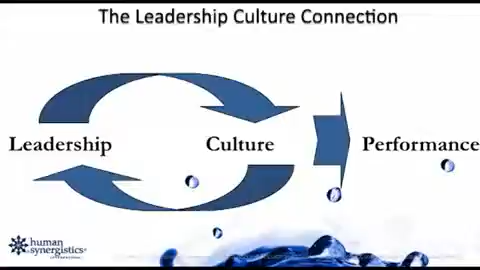 The Leadership Culture Connection
Leadership
Culture
Performance
human
synergistics